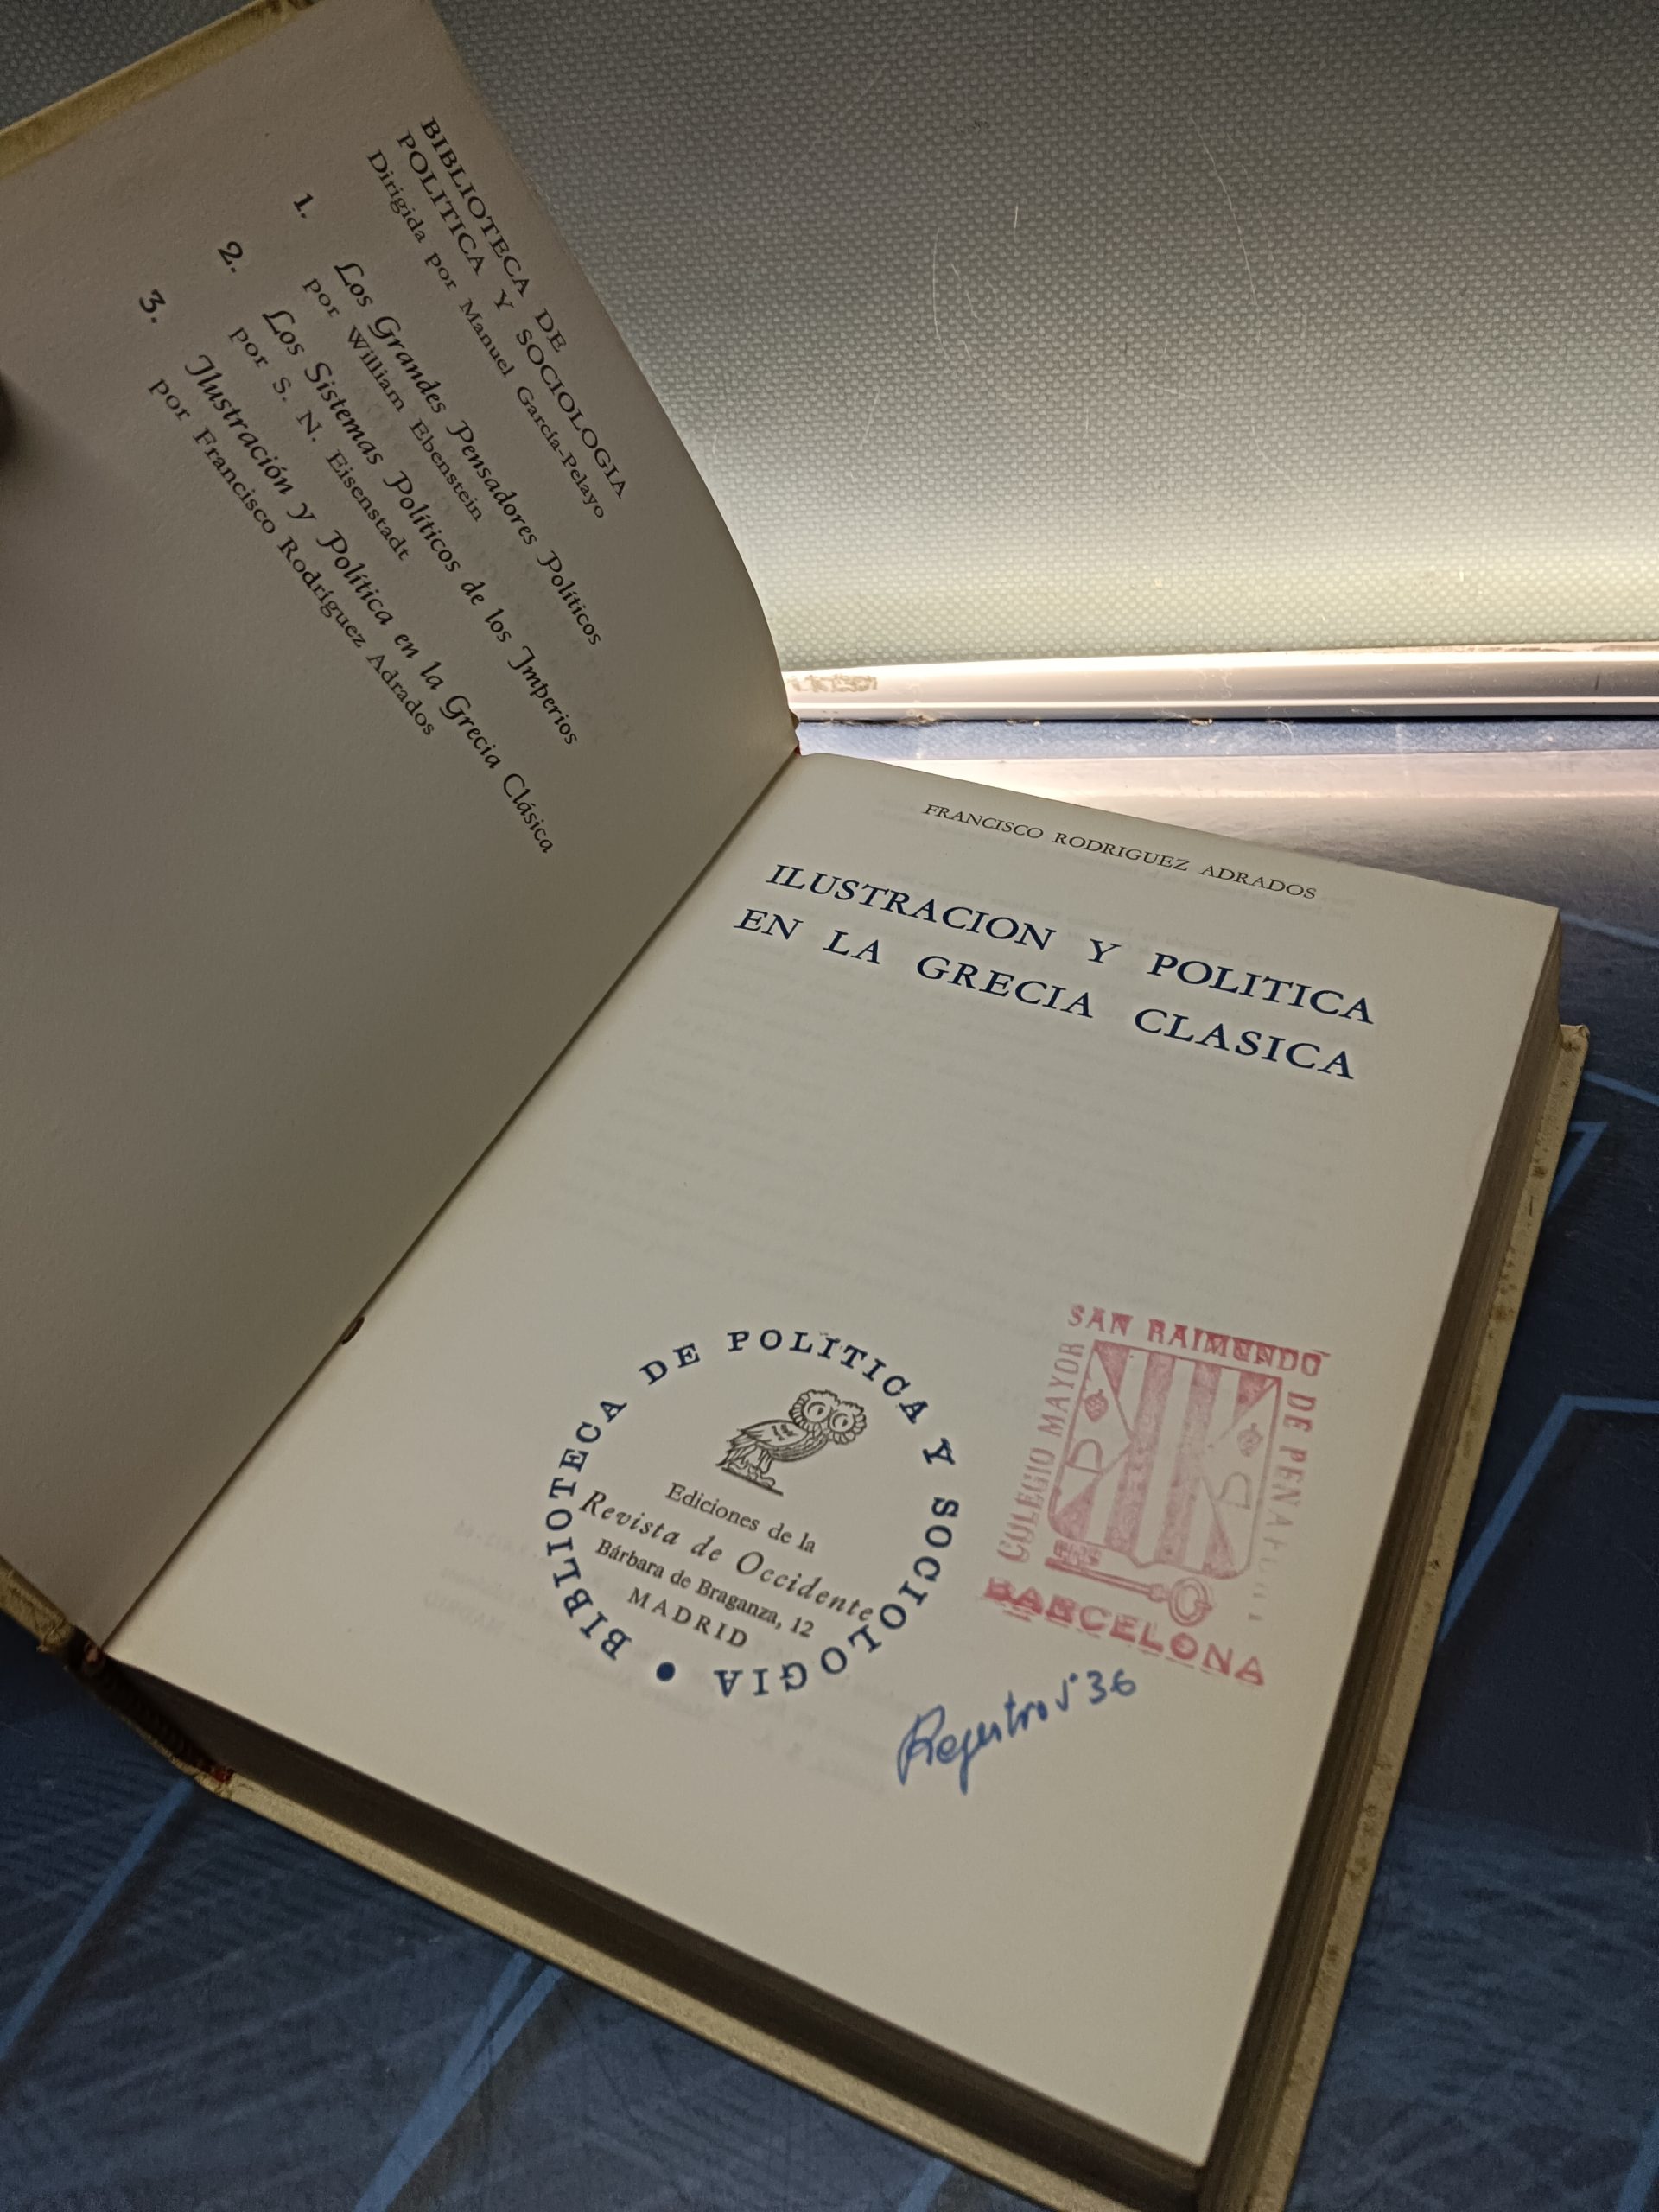 BIBLIOTECA DE
POLITICA Y SOCIOLOGIA
Dirigida por Manuel García-Pelayo
1. Los Grandes Pensadores Políticos
por William Ebenstein
2. Los Sistemas Políticos de los Imperios
por S. N. Eisenstadt
3. Ilustración y Política en la Grecia Clásica
por Francisco Rodríguez Adrados
FRANCISCO RODRIGUEZ ADRADOS
ILUSTRACION Y POLITICA
EN LA GRECIA CLASICA
BIBLIOTECA DE POLITICA Y SOCIOLOGIA
Ediciones de la
Revista de Occidente
Bárbara de Braganza, 12
MADRID
COLEGIO MAYOR
SAN RAIMUNDO
DE PEÑAFORT
BARCELONA
Registro 36